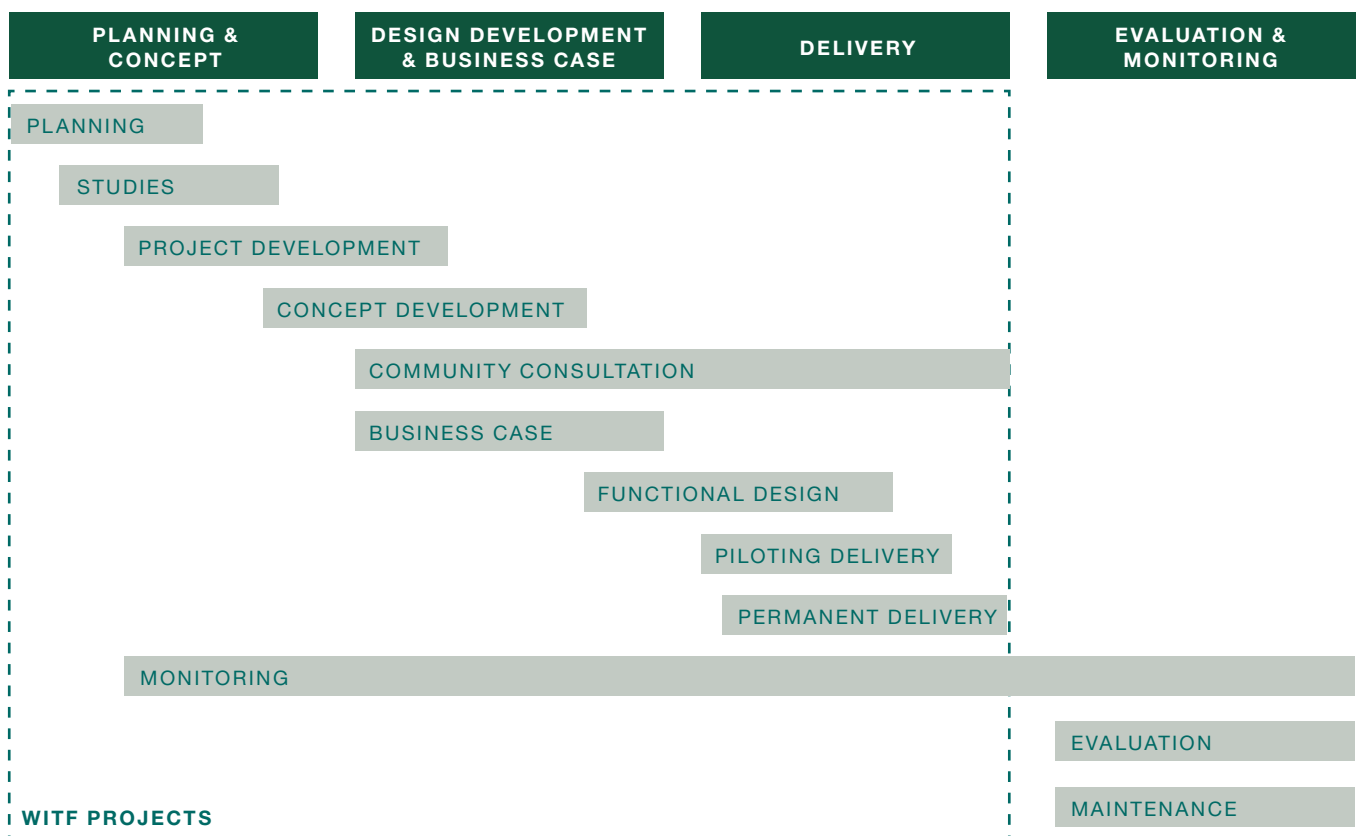 PLANNING &
CONCEPT
DESIGN DEVELOPMENT
& BUSINESS CASE
DELIVERY
EVALUATION &
MONITORING
PLANNING
STUDIES
PROJECT DEVELOPMENT
CONCEPT DEVELOPMENT
COMMUNITY CONSULTATION
BUSINESS CASE
FUNCTIONAL DESIGN
PILOTING DELIVERY
PERMANENT DELIVERY
MONITORING
EVALUATION
MAINTENANCE
WITF PROJECTS